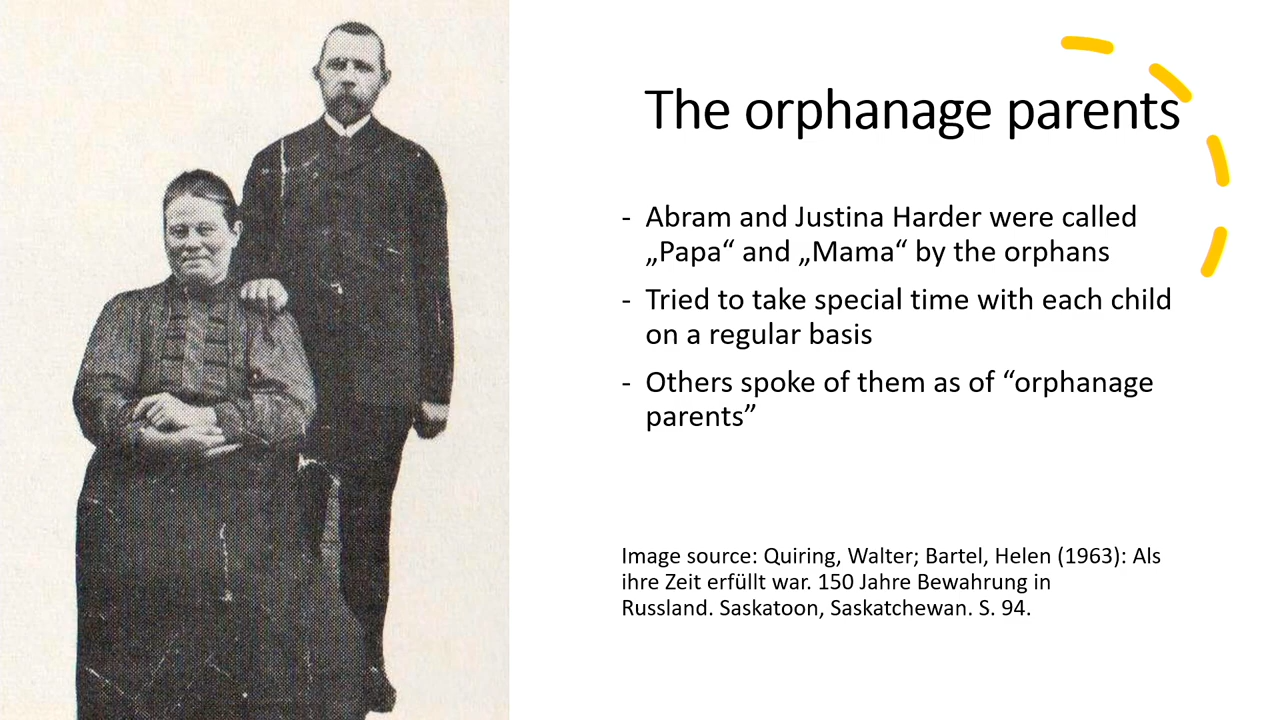 The orphanage parents
- Abram and Justina Harder were called
„Papa“ and „Mama“ by the orphans
- Tried to take special time with each child
on a regular basis
- Others spoke of them as of “orphanage
parents”
Image source: Quiring, Walter; Bartel, Helen (1963): Als
ihre Zeit erfüllt war. 150 Jahre Bewahrung in
Russland. Saskatoon, Saskatchewan. S. 94.